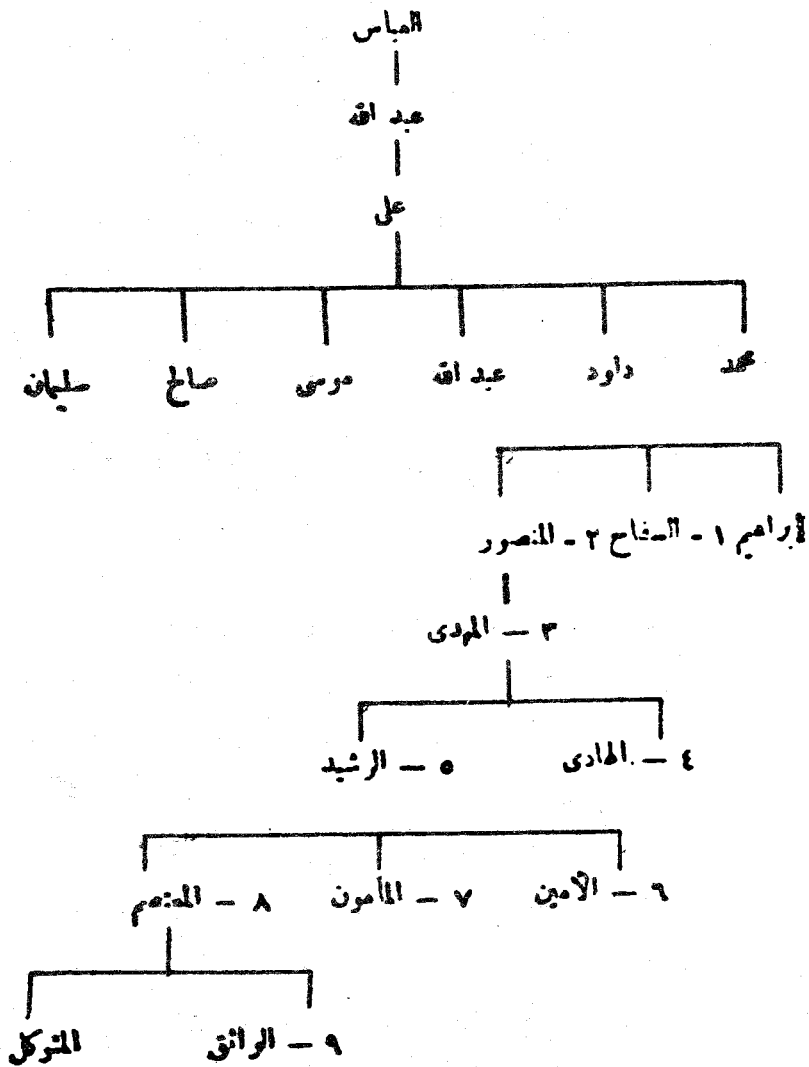 العباس
عبد الله
على
محمد داود عبد الله موسى صالح سليمان
إبراهيم ١ - السفاح ٢ - المنصور
٣ — المهدى
٤ — الهادى ٥ — الرشيد
٦ — الأمين ٧ — المأمون ٨ — المعتصم
٩ — الواثق المتوكل